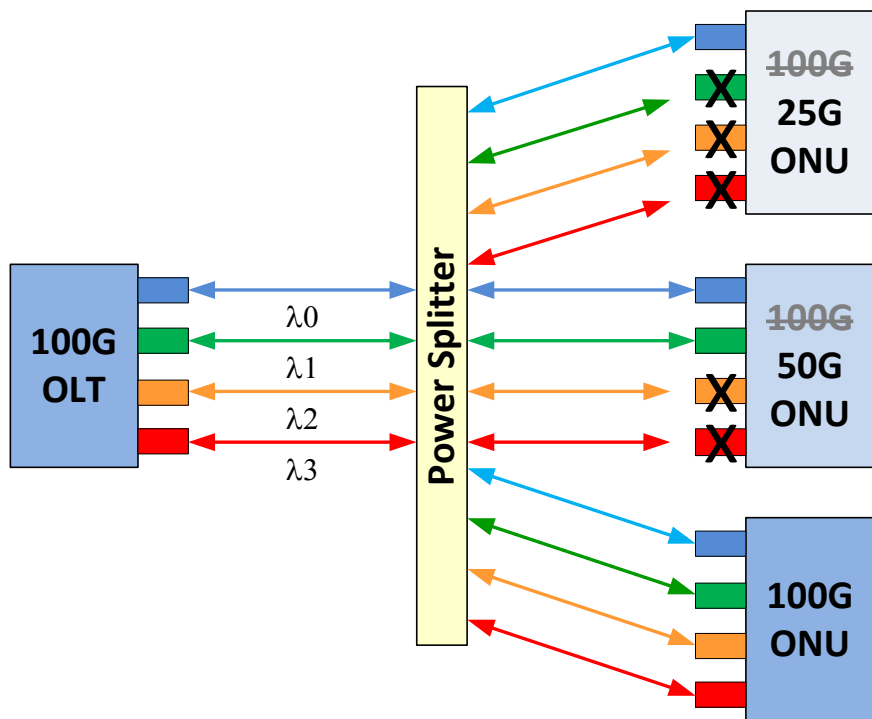 100G
OLT
λ0
λ1
λ2
λ3
Power Splitter
X
X
X
100G
25G
ONU
X
X
100G
50G
ONU
100G
ONU